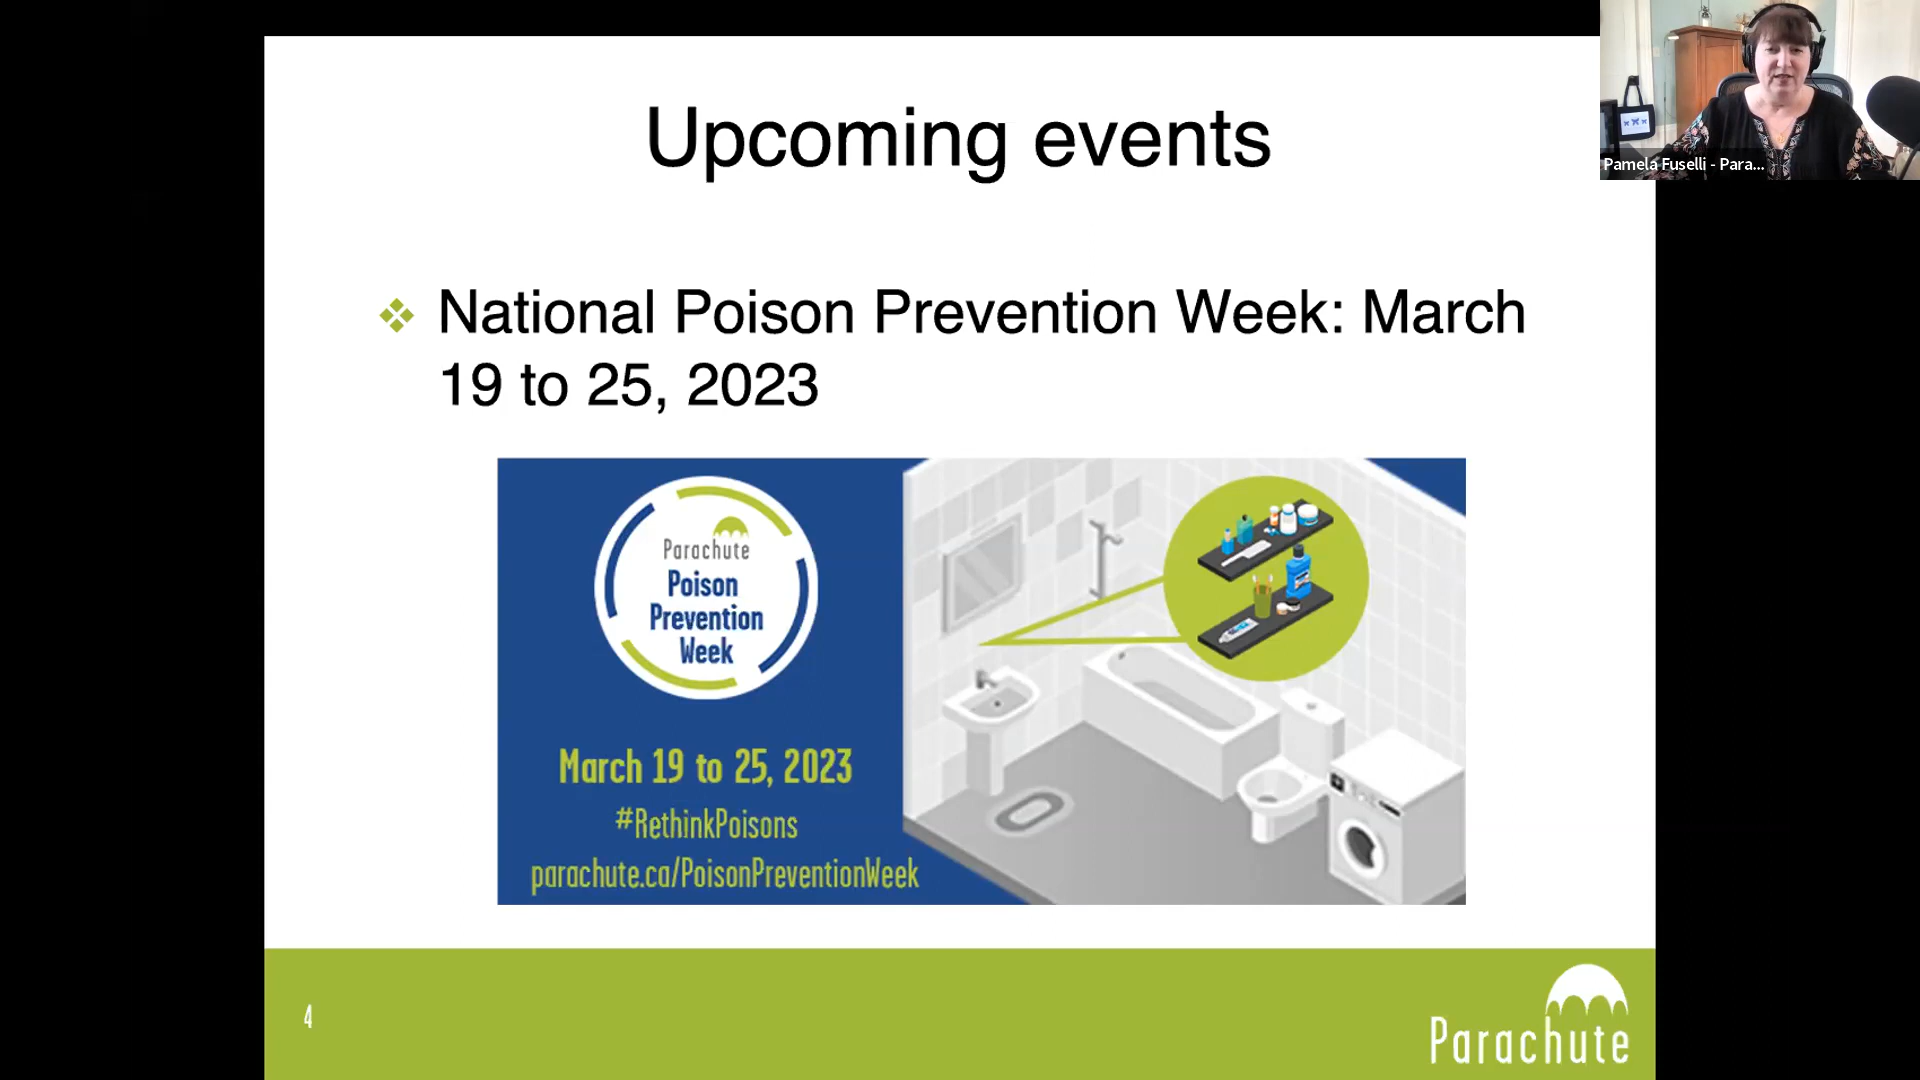 Upcoming events
Pamela Fuselli - Para...
National Poison Prevention Week: March
19 to 25, 2023
Parachute
Poison
Prevention
Week
March 19 to 25, 2023
#RethinkPoisons
parachute.ca/PoisonPreventionWeek
4
Parachute